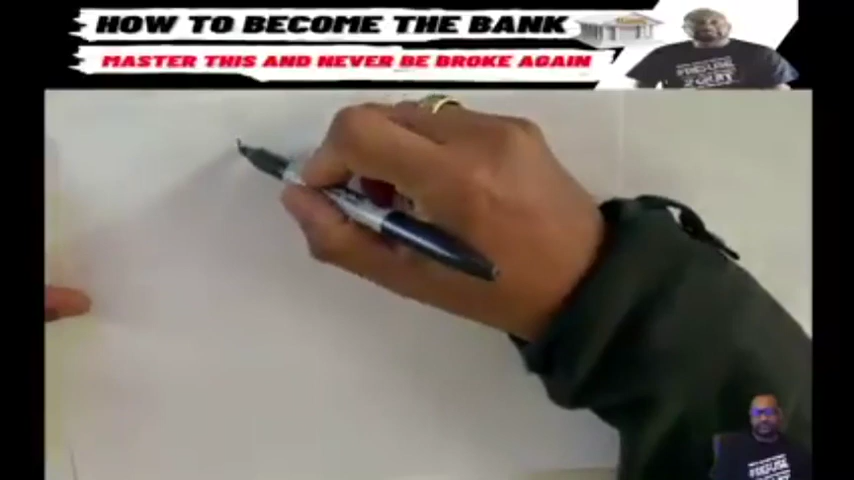 HOW TO BECOME THE BANK
MASTER THIS AND NEVER BE BROKE AGAIN